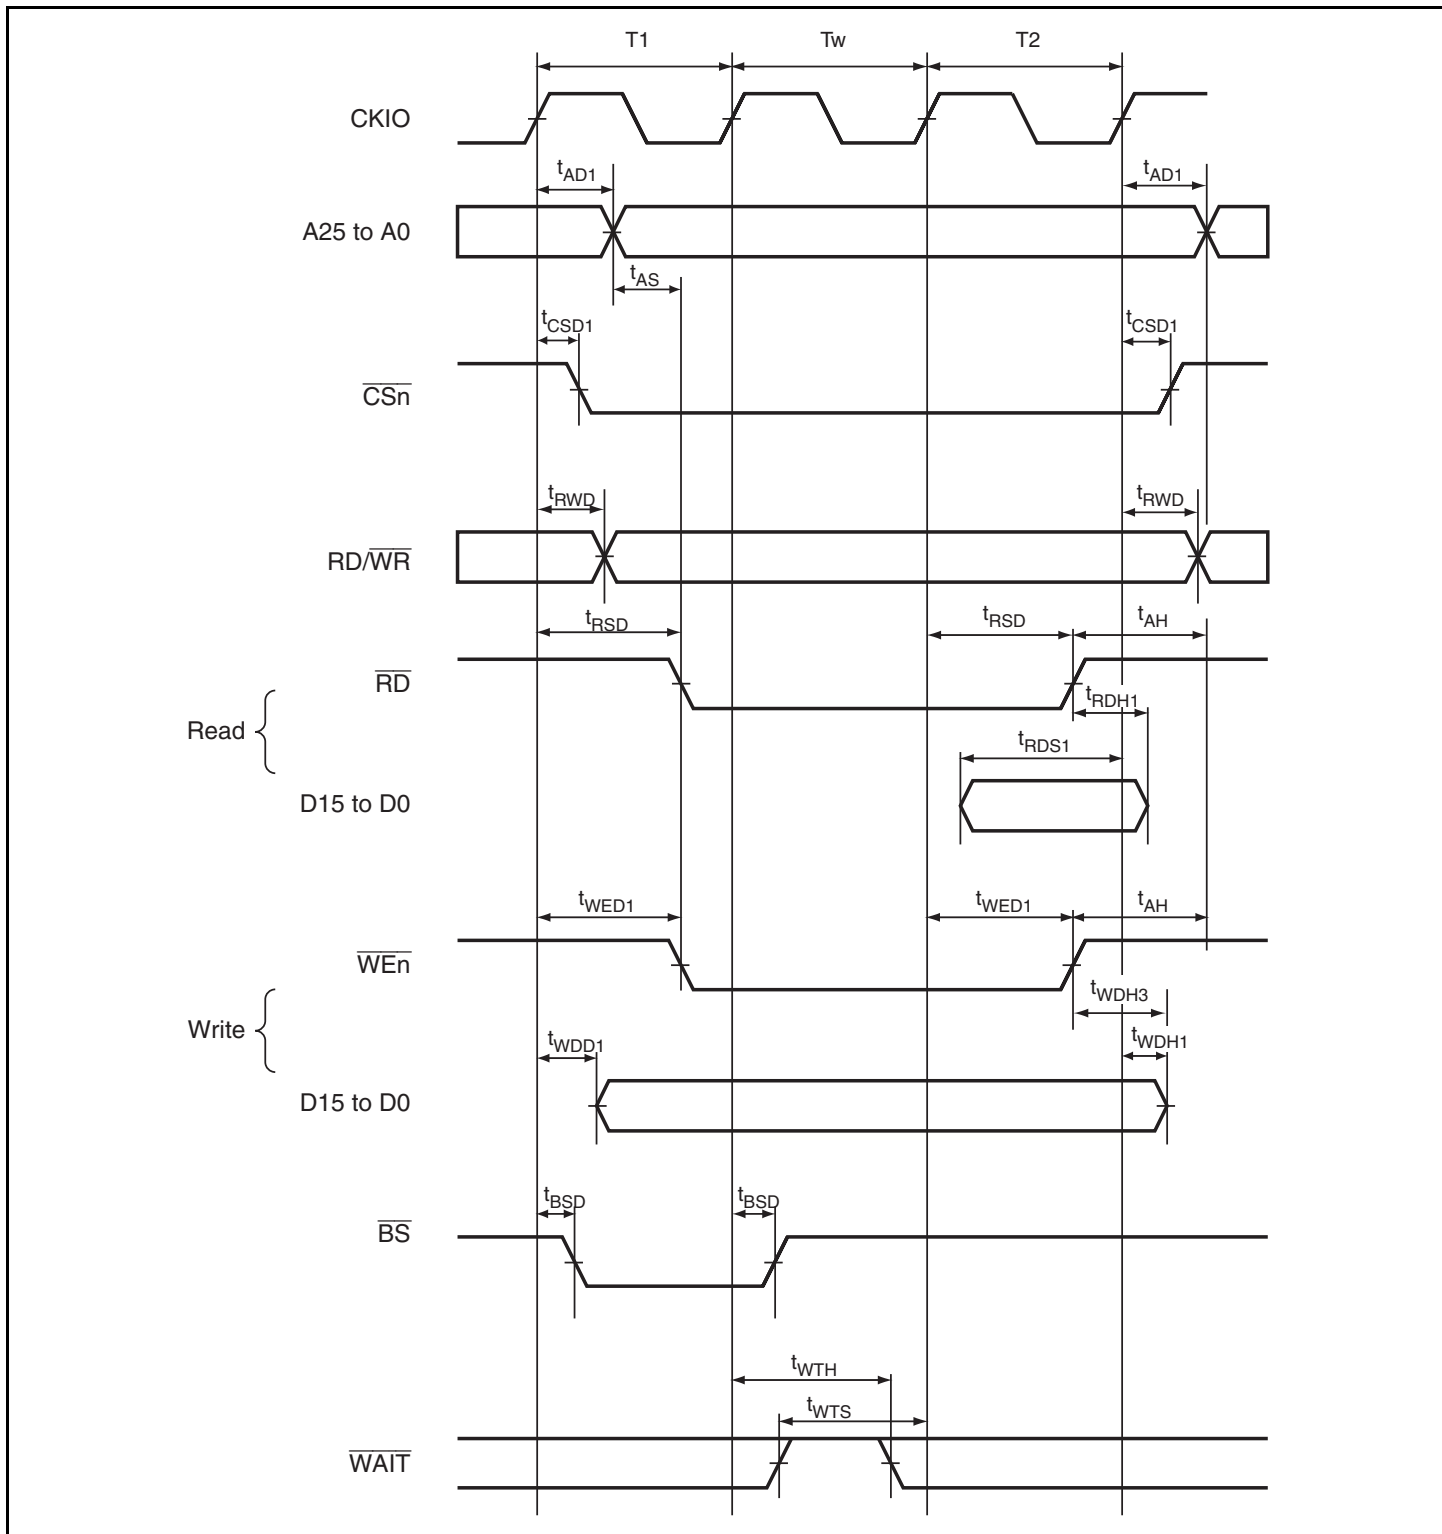 T1 Tw T2
CKIO
tAD1 tAD1
A25 to A0
tAS
tCSD1 tCSD1
CSn
tRWD tRWD
RD/WR
tRSD tRSD tAH
RD
tRDH1
Read
tRDS1
D15 to D0
tWED1 tWED1 tAH
WEn
tWDH3
Write
tWDD1 tWDH1
D15 to D0
tBSD tBSD
BS
tWTH
tWTS
WAIT